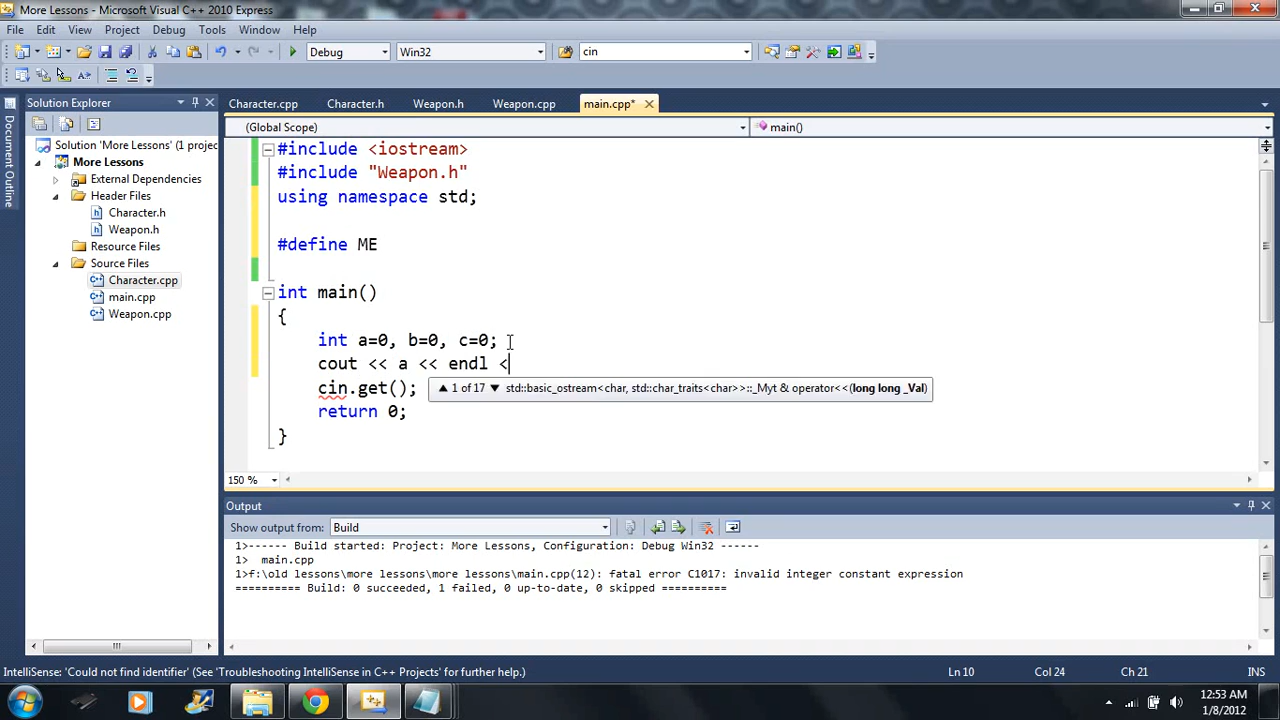 More Lessons - Microsoft Visual C++ 2010 Express
File Edit View Project Debug Tools Window Help
Debug Win32 cin
Solution Explorer
Character.cpp Character.h Weapon.h Weapon.cpp main.cpp*
Document Outline
(Global Scope) main()
Solution 'More Lessons' (1 projec
More Lessons
External Dependencies
Header Files
Character.h
Weapon.h
Resource Files
Source Files
Character.cpp
main.cpp
Weapon.cpp
#include <iostream>
#include "Weapon.h"
using namespace std;
#define ME
int main()
{
int a=0, b=0, c=0;
cout << a << endl <
cin.get();
1 of 17 std::basic_ostream<char, std::char_traits<char>>::_Myt & operator<<(long long _Val)
return 0;
}
150 %
Output
Show output from: Build
1>------ Build started: Project: More Lessons, Configuration: Debug Win32 ------
1> main.cpp
1>f:\old lessons\more lessons\more lessons\main.cpp(12): fatal error C1017: invalid integer constant expression
========== Build: 0 succeeded, 1 failed, 0 up-to-date, 0 skipped ==========
IntelliSense: 'Could not find identifier' (See 'Troubleshooting IntelliSense in C++ Projects' for further help.) Ln 10 Col 24 Ch 21 INS
12:53 AM
1/8/2012